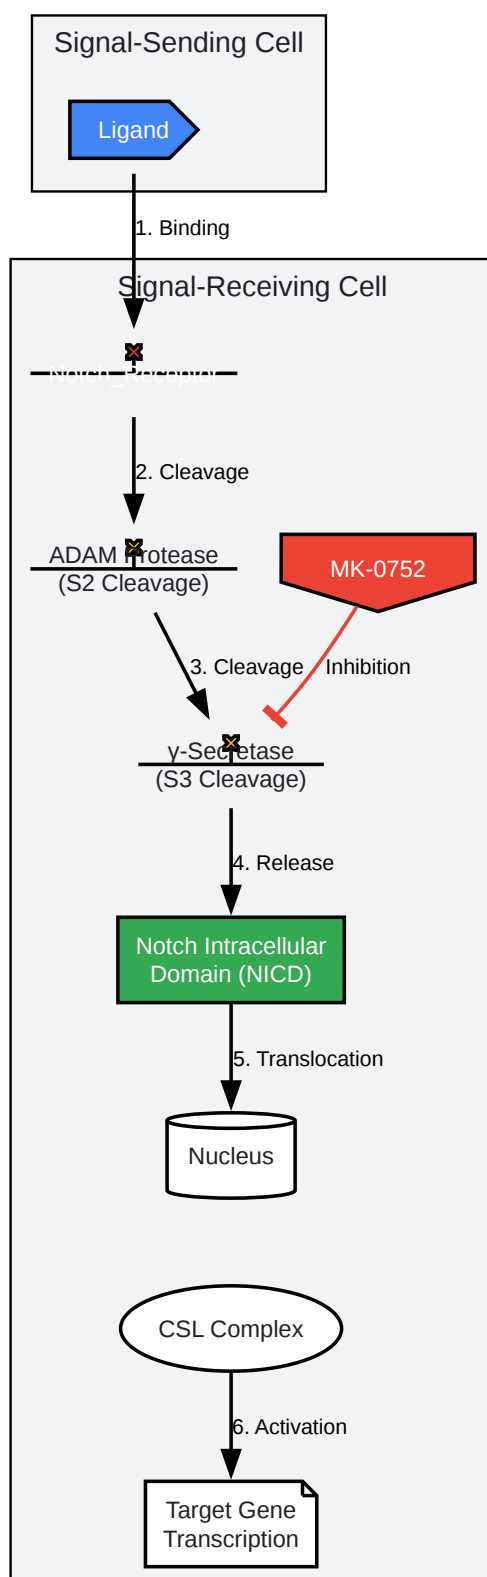 Signal-Sending Cell
Ligand
1. Binding
Signal-Receiving Cell
Notch_Receptor
2. Cleavage
ADAM Protease
(S2 Cleavage)
MK-0752
3. Cleavage
Inhibition
γ-Secretase
(S3 Cleavage)
4. Release
Notch Intracellular
Domain (NICD)
5. Translocation
Nucleus
CSL Complex
6. Activation
Target Gene
Transcription